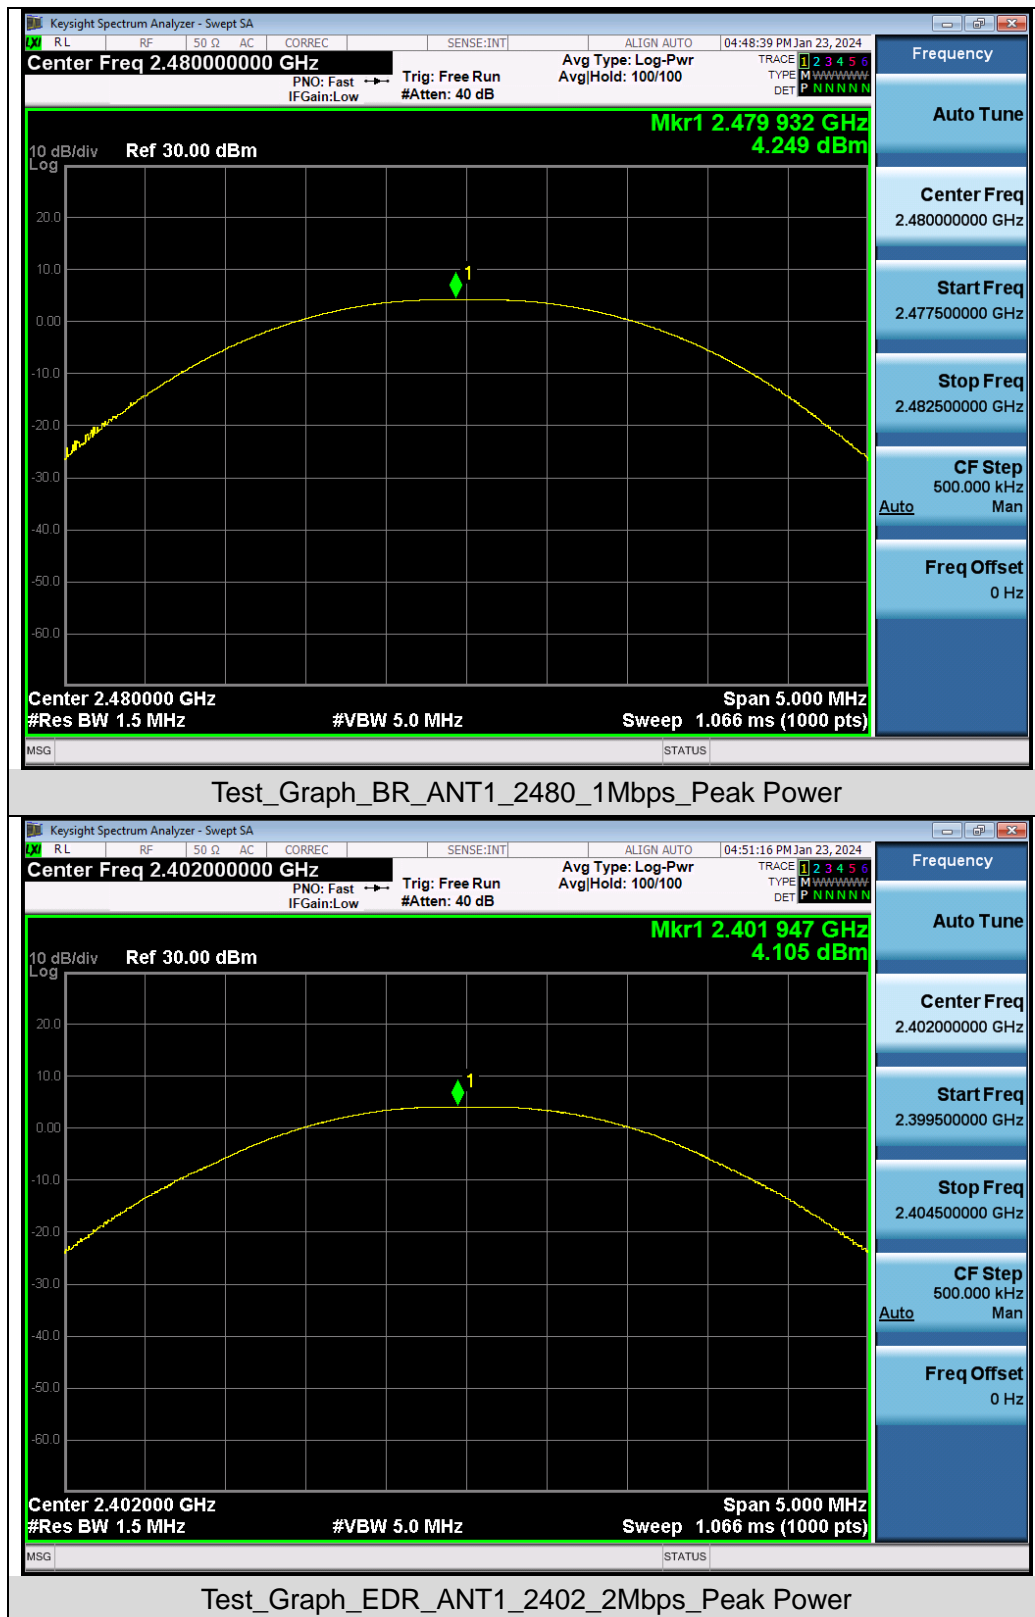 Keysight Spectrum Analyzer - Swept SA
LXI RL RF 50 Ω AC CORREC SENSE:INT ALIGN AUTO 04:48:39 PM Jan 23, 2024
Center Freq 2.480000000 GHz
PNO: Fast
IFGain:Low
Trig: Free Run
#Atten: 40 dB
Avg Type: Log-Pwr
Avg|Hold: 100/100
TRACE 1 2 3 4 5 6
TYPE M WWWWW
DET P N N N N N
Mkr1 2.479 932 GHz
4.249 dBm
10 dB/div Ref 30.00 dBm
Log
20.0
10.0
0.00
-10.0
-20.0
-30.0
-40.0
-50.0
-60.0
1
Center 2.480000 GHz Span 5.000 MHz
#Res BW 1.5 MHz #VBW 5.0 MHz Sweep 1.066 ms (1000 pts)
MSG STATUS
Frequency
Auto Tune
Center Freq
2.480000000 GHz
Start Freq
2.477500000 GHz
Stop Freq
2.482500000 GHz
CF Step
500.000 kHz
Auto Man
Freq Offset
0 Hz
Test_Graph_BR_ANT1_2480_1Mbps_Peak Power
Keysight Spectrum Analyzer - Swept SA
LXI RL RF 50 Ω AC CORREC SENSE:INT ALIGN AUTO 04:51:16 PM Jan 23, 2024
Center Freq 2.402000000 GHz
PNO: Fast
IFGain:Low
Trig: Free Run
#Atten: 40 dB
Avg Type: Log-Pwr
Avg|Hold: 100/100
TRACE 1 2 3 4 5 6
TYPE M WWWWW
DET P N N N N N
Mkr1 2.401 947 GHz
4.105 dBm
10 dB/div Ref 30.00 dBm
Log
20.0
10.0
0.00
-10.0
-20.0
-30.0
-40.0
-50.0
-60.0
1
Center 2.402000 GHz Span 5.000 MHz
#Res BW 1.5 MHz #VBW 5.0 MHz Sweep 1.066 ms (1000 pts)
MSG STATUS
Frequency
Auto Tune
Center Freq
2.402000000 GHz
Start Freq
2.399500000 GHz
Stop Freq
2.404500000 GHz
CF Step
500.000 kHz
Auto Man
Freq Offset
0 Hz
Test_Graph_EDR_ANT1_2402_2Mbps_Peak Power